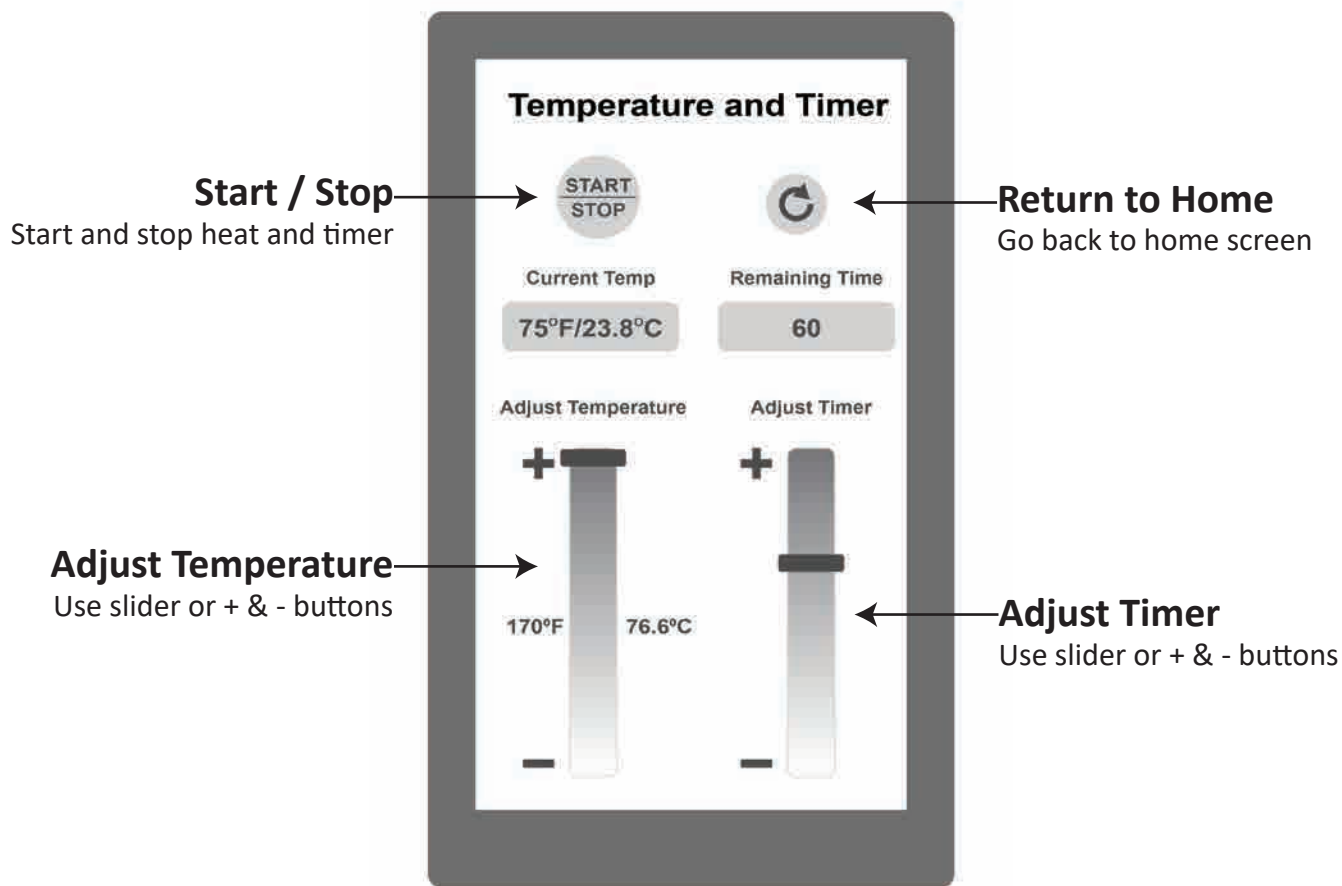 Temperature and Timer
Start / Stop
Start and stop heat and timer
START
STOP
Return to Home
Go back to home screen
Current Temp
Remaining Time
75°F/23.8°C
60
Adjust Temperature
Adjust Timer
+
+
Adjust Temperature
Use slider or + & - buttons
170ºF
76.6ºC
Adjust Timer
Use slider or + & - buttons
-
-